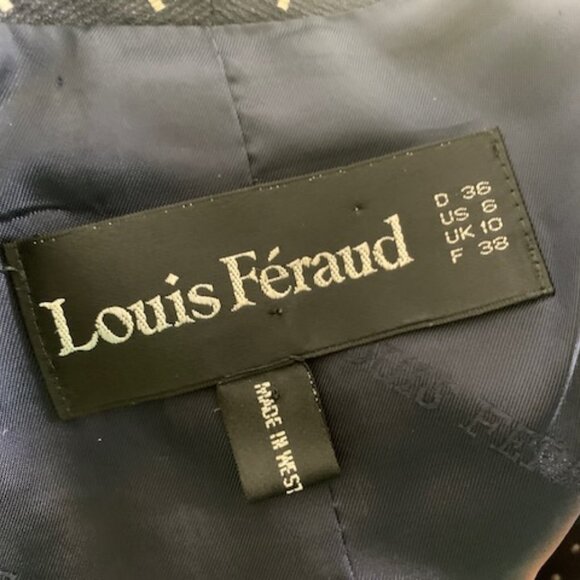 Louis Féraud
D 36
US 6
UK 10
F 38
MADE IN WEST